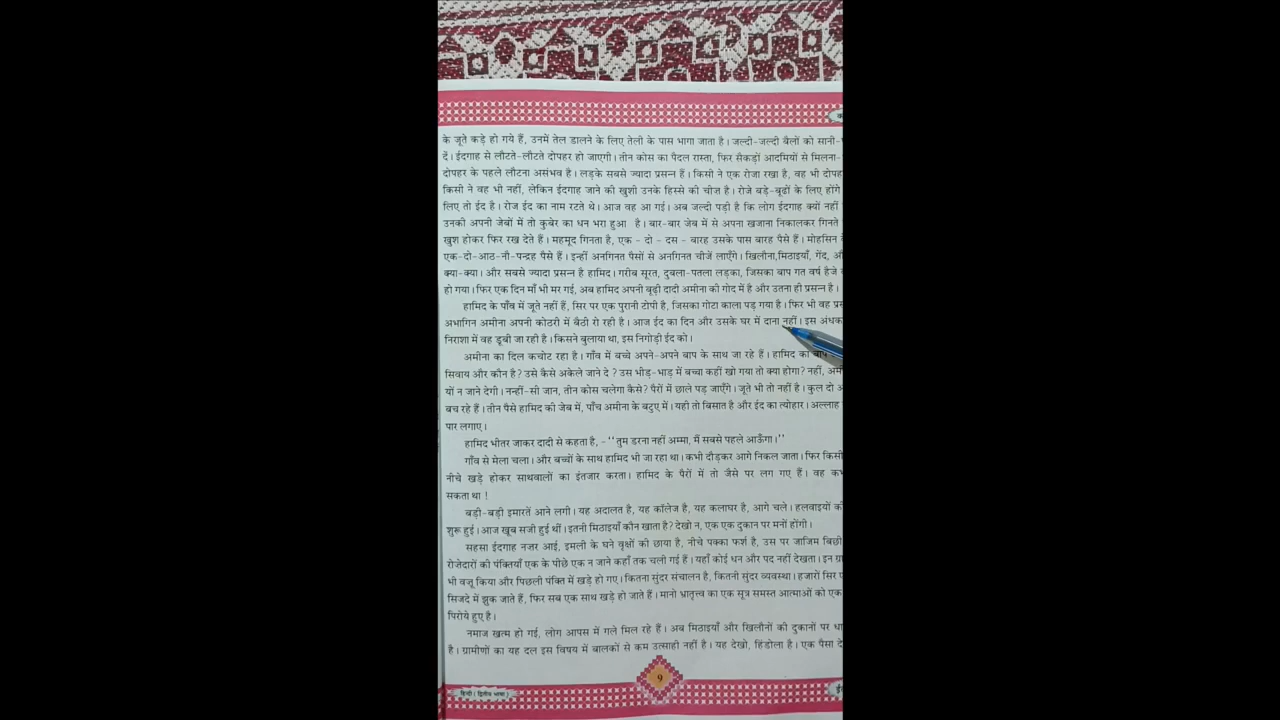 के जूते कड़े हो गये हैं, उनमें तेल डालने के लिए तेली के पास भागा जाता है। जल्दी-जल्दी बैलों को सानी-
दें। ईदगाह से लौटते-लौटते दोपहर हो जाएगी। तीन कोस का पैदल रास्ता, फिर सैकड़ों आदमियों से मिलना-
दोपहर के पहले लौटना असंभव है। लड़के सबसे ज्यादा प्रसन्न हैं। किसी ने एक रोजा रखा है, वह भी दोपह
किसी ने वह भी नहीं, लेकिन ईदगाह जाने की खुशी उनके हिस्से की चीज है। रोजे बड़े-बूढों के लिए होंगे
लिए तो ईद है। रोज ईद का नाम रटते थे। आज वह आ गई। अब जल्दी पड़ी है कि लोग ईदगाह क्यों नहीं
उनकी अपनी जेबों में तो कुबेर का धन भरा हुआ है। बार-बार जेब में से अपना खजाना निकालकर गिनते
खुश होकर फिर रख देते हैं। महमूद गिनता है, एक - दो - दस - बारह उसके पास बारह पैसे हैं। मोहसिन
एक-दो-आठ-नौ-पन्द्रह पैसे हैं। इन्हीं अनगिनत पैसों से अनगिनत चीजें लाएँगे। खिलौना,मिठाइयाँ, गेंद,
क्या-क्या। और सबसे ज्यादा प्रसन्न है हामिद। गरीब सूरत, दुबला-पतला लड़का, जिसका बाप गत वर्ष हैजे
हो गया। फिर एक दिन माँ भी मर गई, अब हामिद अपनी बूढ़ी दादी अमीना की गोद में है और उतना ही प्रसन्न है।
हामिद के पाँव में जूते नहीं हैं, सिर पर एक पुरानी टोपी है, जिसका गोटा काला पड़ गया है। फिर भी वह प्रस
अभागिन अमीना अपनी कोठरी में बैठी रो रही है। आज ईद का दिन और उसके घर में दाना नहीं। इस अंधक
निराशा में वह डूबी जा रही है। किसने बुलाया था, इस निगोड़ी ईद को।
अमीना का दिल कचोट रहा है। गाँव में बच्चे अपने-अपने बाप के साथ जा रहे हैं। हामिद का बाप
सिवाय और कौन है? उसे कैसे अकेले जाने दे ? उस भीड़-भाड़ में बच्चा कहीं खो गया तो क्या होगा? नहीं, अमी
यों न जाने देगी। नन्हीं-सी जान, तीन कोस चलेगा कैसे? पैरों में छाले पड़ जाएँगे। जूते भी तो नहीं है। कुल दो
बच रहे हैं। तीन पैसे हामिद की जेब में, पाँच अमीना के बटुए में। यही तो बिसात है और ईद का त्योहार। अल्लाह
पार लगाए।
हामिद भीतर जाकर दादी से कहता है, -‘‘तुम डरना नहीं अम्मा, मैं सबसे पहले आऊँगा।’’
गाँव से मेला चला। और बच्चों के साथ हामिद भी जा रहा था। कभी दौड़कर आगे निकल जाता। फिर किसी
नीचे खड़े होकर साथवालों का इंतजार करता। हामिद के पैरों में तो जैसे पर लग गए हैं। वह कभ
सकता था !
बड़ी-बड़ी इमारतें आने लगी। यह अदालत है, यह कॉलेज है, यह कलाघर है, आगे चले। हलवाइयों की
शुरू हुई। आज खूब सजी हुई थीं। इतनी मिठाइयाँ कौन खाता है? देखो न, एक एक दुकान पर मनों होंगी।
सहसा ईदगाह नजर आई, इमली के घने वृक्षों की छाया है, नीचे पक्का फर्श है, उस पर जाजिम बिछी
रोजेदारों की पंक्तियाँ एक के पीछे एक न जाने कहाँ तक चली गई हैं। यहाँ कोई धन और पद नहीं देखता। इन ग्रा
भी वजू किया और पिछली पंक्ति में खड़े हो गए। कितना सुंदर संचालन है, कितनी सुंदर व्यवस्था। हजारों सिर
सिजदे में झुक जाते हैं, फिर सब एक साथ खड़े हो जाते हैं। मानो भ्रातृत्त्व का एक सूत्र समस्त आत्माओं को एक
पिरोये हुए है।
नमाज खत्म हो गई, लोग आपस में गले मिल रहे हैं। अब मिठाइयाँ और खिलौनों की दुकानों पर धा
है। ग्रामीणों का यह दल इस विषय में बालकों से कम उत्साही नहीं है। यह देखो, हिंडोला है। एक पैसा दे
हिन्दी ( द्वितीय भाषा )
9